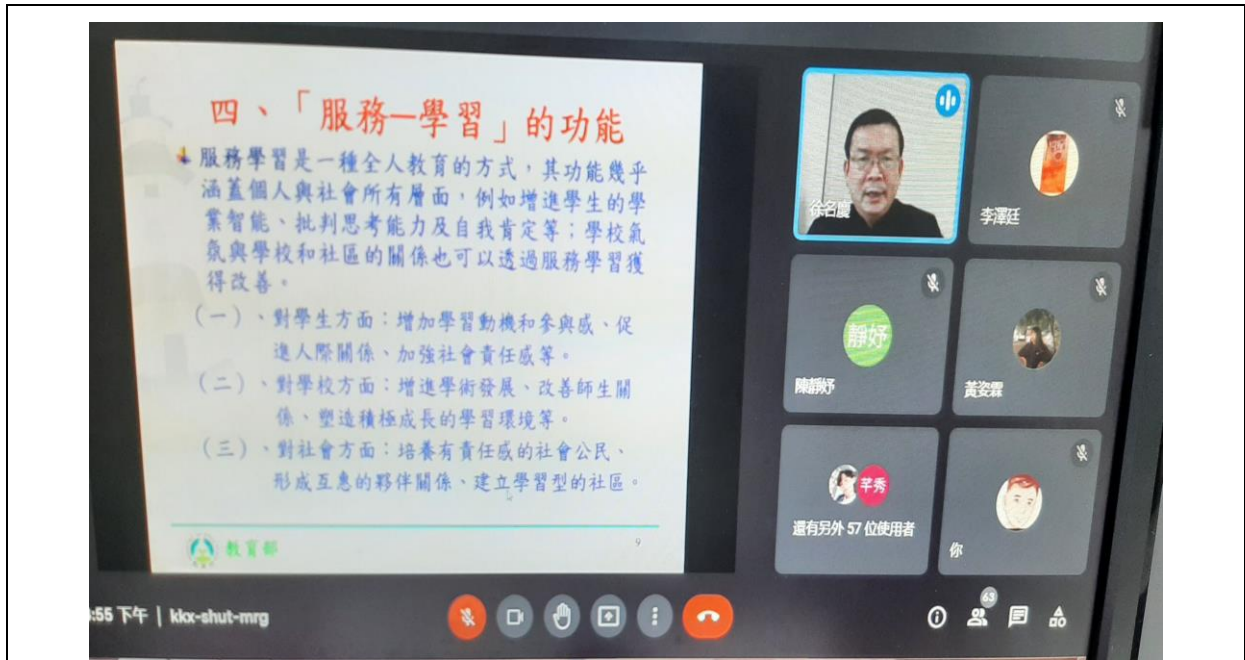 四、「服務—學習」的功能
服務學習是一種全人教育的方式,其功能幾乎
涵蓋個人與社會所有層面,例如增進學生的學
業智能、批判思考能力及自我肯定等;學校氣
氛與學校和社區的關係也可以透過服務學習獲
得改善。
(一)、對學生方面:增加學習動機和參與感、促
進人際關係、加強社會責任感等。
(二)、對學校方面:增進學術發展、改善師生關
係、塑造積極成長的學習環境等。
(三)、對社會方面:培養有責任感的社會公民、
形成互惠的夥伴關係、建立學習型的社區。
教育部
9
徐名慶
李澤廷
靜妤
陳靜妤
黃姿霖
芊秀
還有另外 57 位使用者
你
:55 下午 | kkx-shut-mrg
63